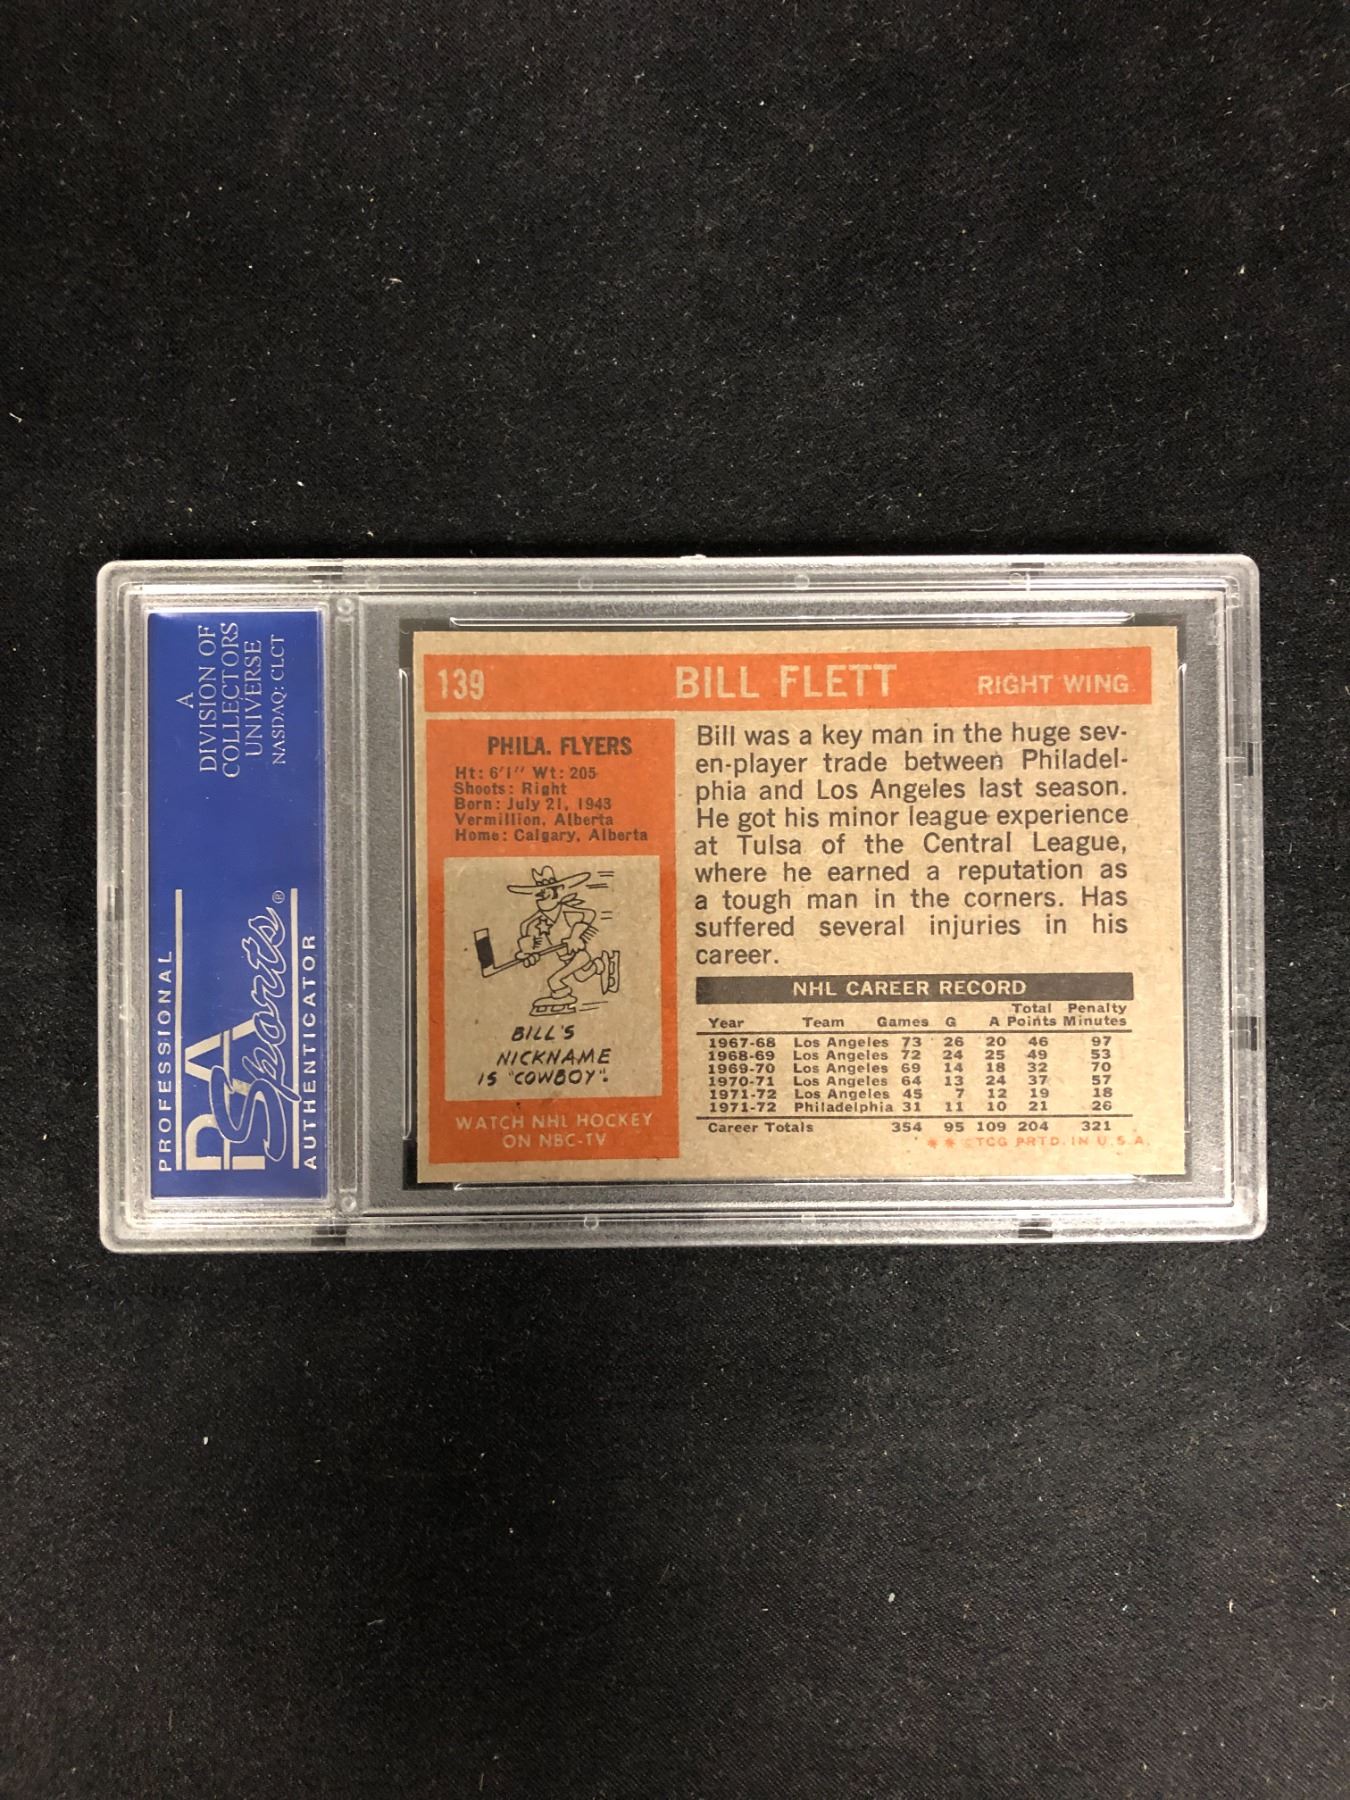 A
DIVISION OF
COLLECTORS
UNIVERSE
NASDAQ: CLCT
PROFESSIONAL
PSA
Sports®
AUTHENTICATOR
139 BILL FLETT RIGHT WING
PHILA. FLYERS
Ht: 6'1" Wt: 205
Shoots: Right
Born: July 21, 1943
Vermillion, Alberta
Home: Calgary, Alberta
BILL'S
NICKNAME
IS "COWBOY".
WATCH NHL HOCKEY
ON NBC-TV
Bill was a key man in the huge sev-
en-player trade between Philadel-
phia and Los Angeles last season.
He got his minor league experience
at Tulsa of the Central League,
where he earned a reputation as
a tough man in the corners. Has
suffered several injuries in his
career.
NHL CAREER RECORD
Total Penalty
Year Team Games G A Points Minutes
1967-68 Los Angeles 73 26 20 46 97
1968-69 Los Angeles 72 24 25 49 53
1969-70 Los Angeles 69 14 18 32 70
1970-71 Los Angeles 64 13 24 37 57
1971-72 Los Angeles 45 7 12 19 18
1971-72 Philadelphia 31 11 10 21 26
Career Totals 354 95 109 204 321
* * ©TCG PRTD. IN U.S.A.